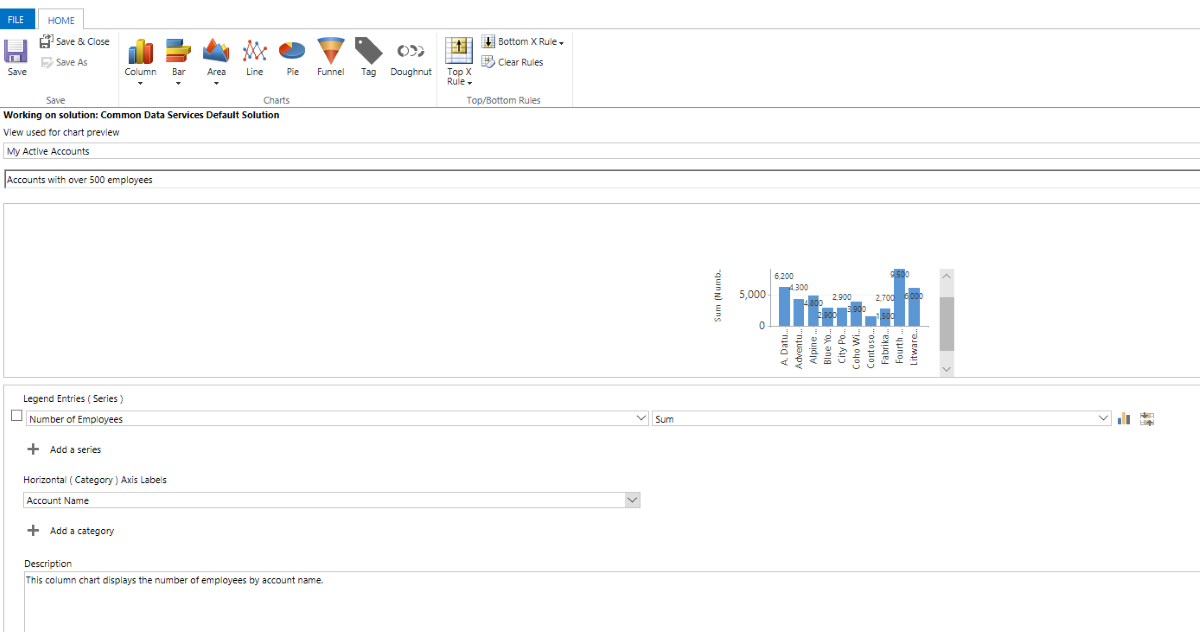 FILE
HOME
Save
Save & Close
Save As
Save
Column
Bar
Area
Line
Pie
Funnel
Tag
Doughnut
Charts
Top X
Rule
Bottom X Rule
Clear Rules
Top/Bottom Rules
Working on solution: Common Data Services Default Solution
View used for chart preview
My Active Accounts
Accounts with over 500 employees
Sum (Numb...
5,000
0
6,200
4,300
4,800
2,900
2,900
3,900
1,500
2,700
9,500
6,000
A. Datu...
Adventu...
Alpine ...
Blue Yo...
City Po...
Coho Wi...
Contoso...
Fabrika...
Fourth ...
Litware...
Legend Entries ( Series )
Number of Employees
Sum
Add a series
Horizontal ( Category ) Axis Labels
Account Name
Add a category
Description
This column chart displays the number of employees by account name.